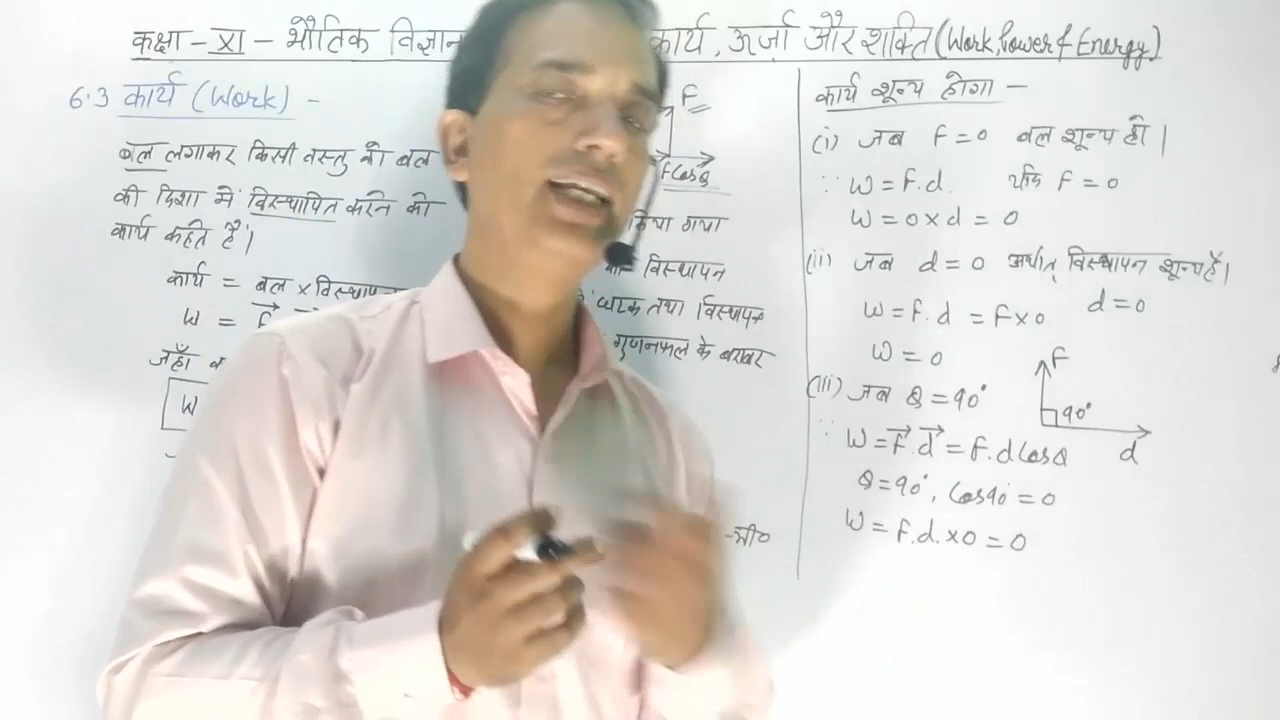 कक्षा - XI - भौतिक विज्ञान कार्य, ऊर्जा और शक्ति (Work, Power & Energy)
6.3 कार्य (Work) -
बल लगाकर किसी वस्तु को बल
की दिशा में विस्थापित करने को
कार्य कहते हैं।
कार्य = बल × विस्थापन
W = F
जहाँ
W
F
F Cosθ
किया गया
विस्थापन
घटक तथा विस्थापन
गुणनफल के बराबर
-मी०
कार्य शून्य होगा -
(i) जब F = 0 बल शून्य हो।
∵ W = F.d. यदि F = 0
W = 0 × d = 0
(ii) जब d = 0 अर्थात् विस्थापन शून्य है।
W = F.d = F × 0 d = 0
W = 0
(iii) जब θ = 90°
F
90°
d
∵ W = F⃗.d⃗ = F.d Cosθ
θ = 90°, Cos90° = 0
W = F.d. × 0 = 0